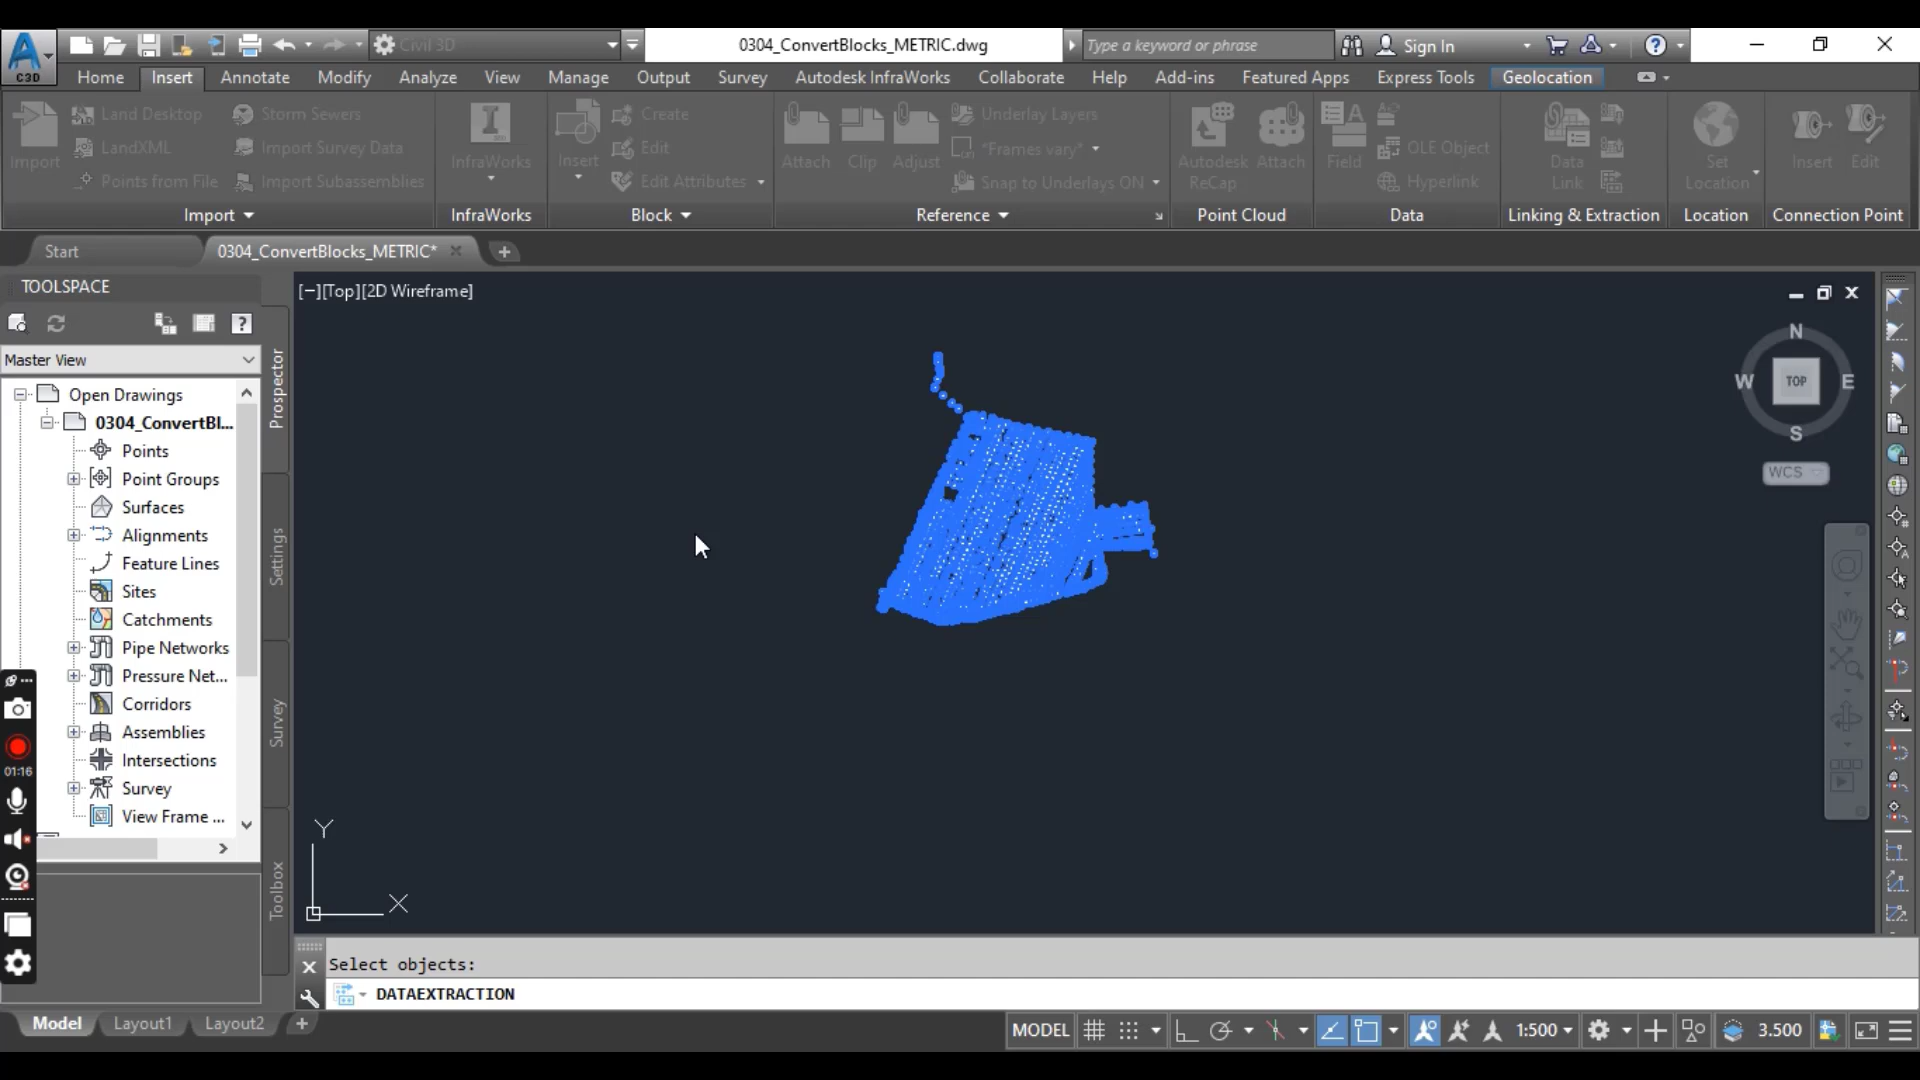 C3D
Civil 3D
0304_ConvertBlocks_METRIC.dwg
Type a keyword or phrase
Sign In
Home
Insert
Annotate
Modify
Analyze
View
Manage
Output
Survey
Autodesk InfraWorks
Collaborate
Help
Add-ins
Featured Apps
Express Tools
Geolocation
Import
Land Desktop
LandXML
Points from File
Storm Sewers
Import Survey Data
Import Subassemblies
Import
InfraWorks
InfraWorks
Insert
Create
Edit
Edit Attributes
Block
Attach
Clip
Adjust
Underlay Layers
*Frames vary*
Snap to Underlays ON
Reference
Autodesk
ReCap
Attach
Point Cloud
Field
OLE Object
Hyperlink
Data
Data
Link
Linking & Extraction
Set
Location
Location
Insert
Edit
Connection Point
Start
0304_ConvertBlocks_METRIC*
TOOLSPACE
Master View
Open Drawings
0304_ConvertBl...
Points
Point Groups
Surfaces
Alignments
Feature Lines
Sites
Catchments
Pipe Networks
Pressure Net...
Corridors
Assemblies
Intersections
Survey
View Frame ...
Prospector
Settings
Survey
Toolbox
01:16
[−][Top][2D Wireframe]
N
W
TOP
E
S
WCS
Y
X
Select objects:
DATAEXTRACTION
Model
Layout1
Layout2
MODEL
1:500
3.500